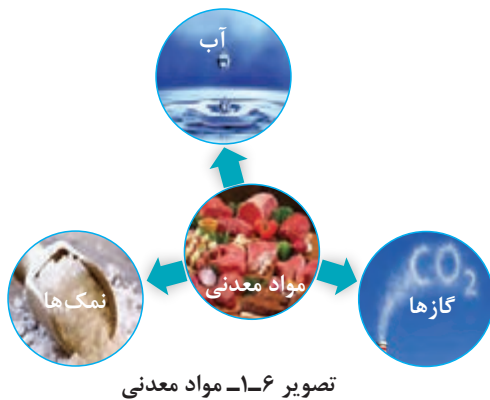 آب
مواد معدنی
نمک‌ها
CO₂
گازها
تصویر ۶ـ۱ـ مواد معدنی